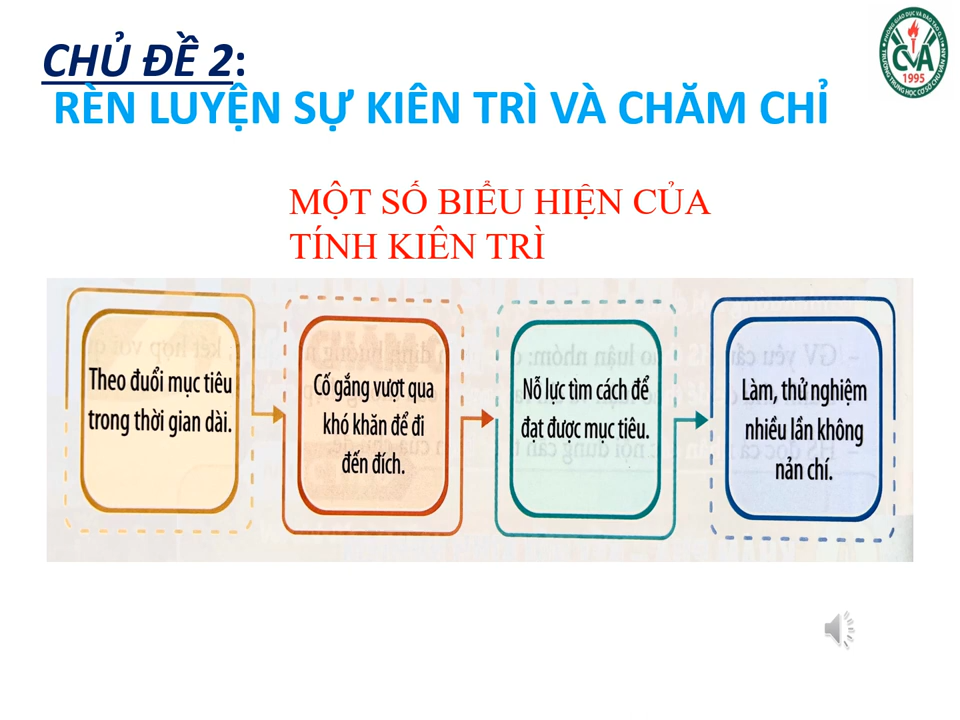 CHỦ ĐỀ 2:
RÈN LUYỆN SỰ KIÊN TRÌ VÀ CHĂM CHỈ
CVA
1995
MỘT SỐ BIỂU HIỆN CỦA
TÍNH KIÊN TRÌ
Theo đuổi mục tiêu
trong thời gian dài.
Cố gắng vượt qua
khó khăn để đi
đến đích.
Nỗ lực tìm cách để
đạt được mục tiêu.
Làm, thử nghiệm
nhiều lần không
nản chí.